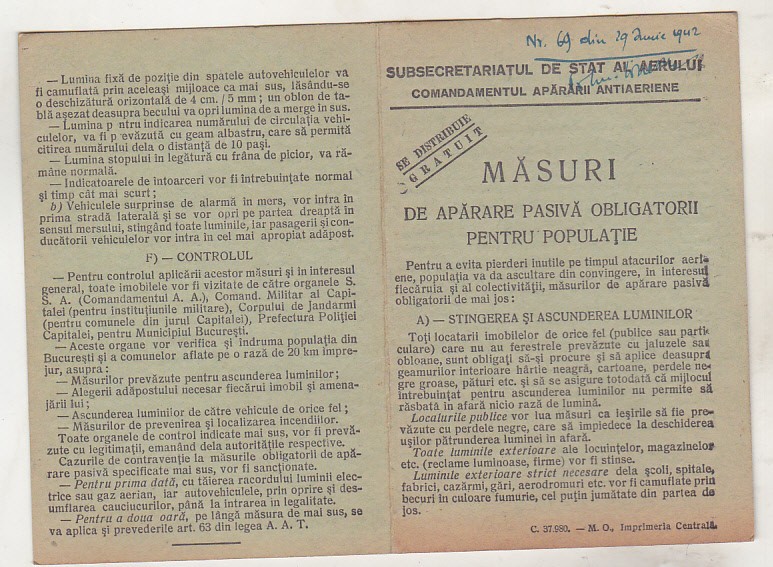 — Lumina fixă de poziție din spatele autovehiculelor va
fi camuflată prin aceleași mijloace ca mai sus, lăsându-se
o deschizătură orizontală de 4 cm. / 5 mm ; un oblon de ta-
blă așezat deasupra becului va opri lumina de a merge în sus.
— Lumina p ntru indicarea numărului de circulația vehi-
culelor, va fi p evăzută cu geam albastru, care să permită
citirea numărului dela o distanță de 10 pași.
— Lumina stopului în legătură cu frâna de picior, va ră-
mâne normală.
— Indicatoarele de întoarceri vor fi întrebuințate normal
și timp cât mai scurt ;
b) Vehiculele surprinse de alarmă în mers, vor intra în
prima stradă laterală și se vor opri pe partea dreaptă în
sensul mersului, stingând toate luminile, iar pasagerii și con-
ducătorii vehiculelor vor intra în cel mai apropiat adăpost.
F) — CONTROLUL
— Pentru controlul aplicării acestor măsuri și în interesul
general, toate imobilele vor fi vizitate de către organele S.
S. A. (Comandamentul A. A.), Comand. Militar al Capi-
talei (pentru instituțiunile militare), Corpului de Jandarmi
(pentru comunele din jurul Capitalei), Prefectura Poliției
Capitalei, pentru Municipiul București.
— Aceste organe vor verifica și îndruma populația din
București și a comunelor aflate pe o rază de 20 km împre-
jur, asupra :
— Măsurilor prevăzute pentru ascunderea luminilor ;
— Alegerii adăpostului necesar fiecărui imobil și amena-
jării lui ;
— Ascunderea luminilor de către vehicule de orice fel ;
— Măsurilor de prevenirea și localizarea incendiilor.
Toate organele de control indicate mai sus, vor fi prevă-
zute cu legitimații, emanând dela autoritățile respective.
Cazurile de contravenție la măsurile obligatorii de apă-
rare pasivă specificate mai sus, vor fi sancționate.
— Pentru prima dată, cu tăierea racordului luminii elec-
trice sau gaz aerian, iar autovehiculele, prin oprire și des-
umflarea cauciucurilor, până la intrarea în legalitate.
— Pentru a doua oară, pe lângă măsura de mai sus, se
va aplica și prevederile art. 63 din legea A. A. T.
Nr. 69 din 29 Iunie 1942
SUBSECRETARIATUL DE STAT AL AERULUI
COMANDAMENTUL APĂRĂRII ANTIAERIENE
SE DISTRIBUIE
GRATUIT
MĂSURI
DE APĂRARE PASIVĂ OBLIGATORII
PENTRU POPULAȚIE
Pentru a evita pierderi inutile pe timpul atacurilor aeri-
ene, populația va da ascultare din convingere, în interesul
fiecăruia și al colectivității, măsurilor de apărare pasivă
obligatorii de mai jos :
A) — STINGEREA ȘI ASCUNDEREA LUMINILOR
Toți locatarii imobilelor de orice fel (publice sau parti-
culare) care nu au ferestrele prevăzute cu jaluzele sau
obloane, sunt obligați să-și procure și să aplice deasupra
geamurilor interioare hârtie neagră, cartoane, perdele ne-
gre groase, pături etc. și să se asigure totodată că mijlocul
întrebuințat pentru ascunderea luminilor nu permite să
răsbată în afară nicio rază de lumină.
Localurile publice vor lua măsuri ca ieșirile să fie pre-
văzute cu perdele negre, care să împiedece la deschiderea
ușilor pătrunderea luminei în afară.
Toate luminile exterioare ale locuințelor, magazinelor
etc. (reclame luminoase, firme) vor fi stinse.
Luminile exterioare strict necesare dela școli, spitale,
fabrici, cazărmi, gări, aerodromuri etc. vor fi camuflate prin
becuri în culoare fumurie, cel puțin jumătate din partea de
jos.
C. 37.980. — M. O., Imprimeria Centrală.